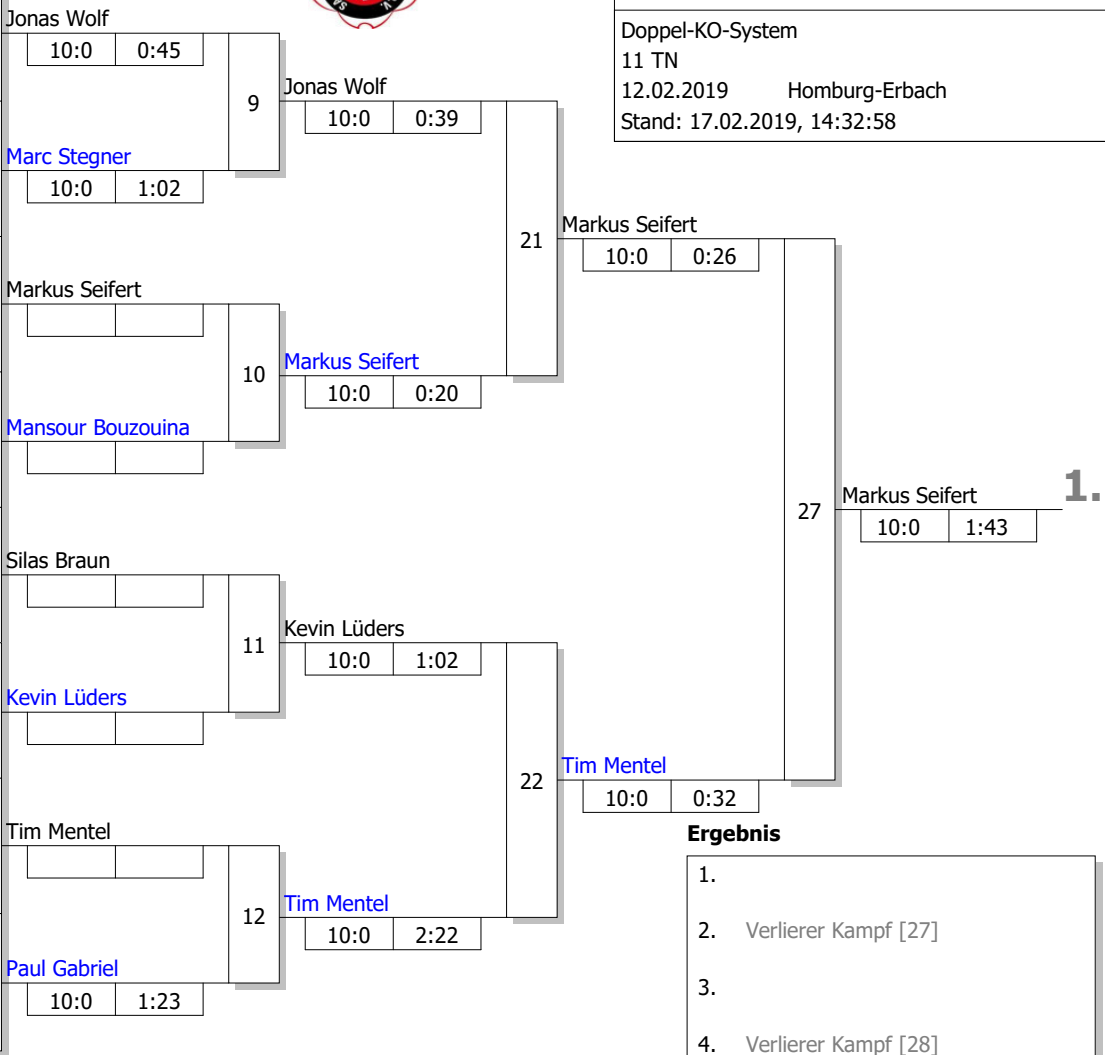 Jonas Wolf
10:0 0:45
9
Marc Stegner
10:0 1:02
Markus Seifert
10
Mansour Bouzouina
Silas Braun
11
Kevin Lüders
Tim Mentel
12
Paul Gabriel
10:0 1:23
Jonas Wolf
10:0 0:39
21
Markus Seifert
10:0 0:20
Kevin Lüders
10:0 1:02
22
Tim Mentel
10:0 2:22
Markus Seifert
10:0 0:26
27
Tim Mentel
10:0 0:32
Markus Seifert 1.
10:0 1:43
Doppel-KO-System
11 TN
12.02.2019 Homburg-Erbach
Stand: 17.02.2019, 14:32:58
Ergebnis
1.
2. Verlierer Kampf [27]
3.
4. Verlierer Kampf [28]